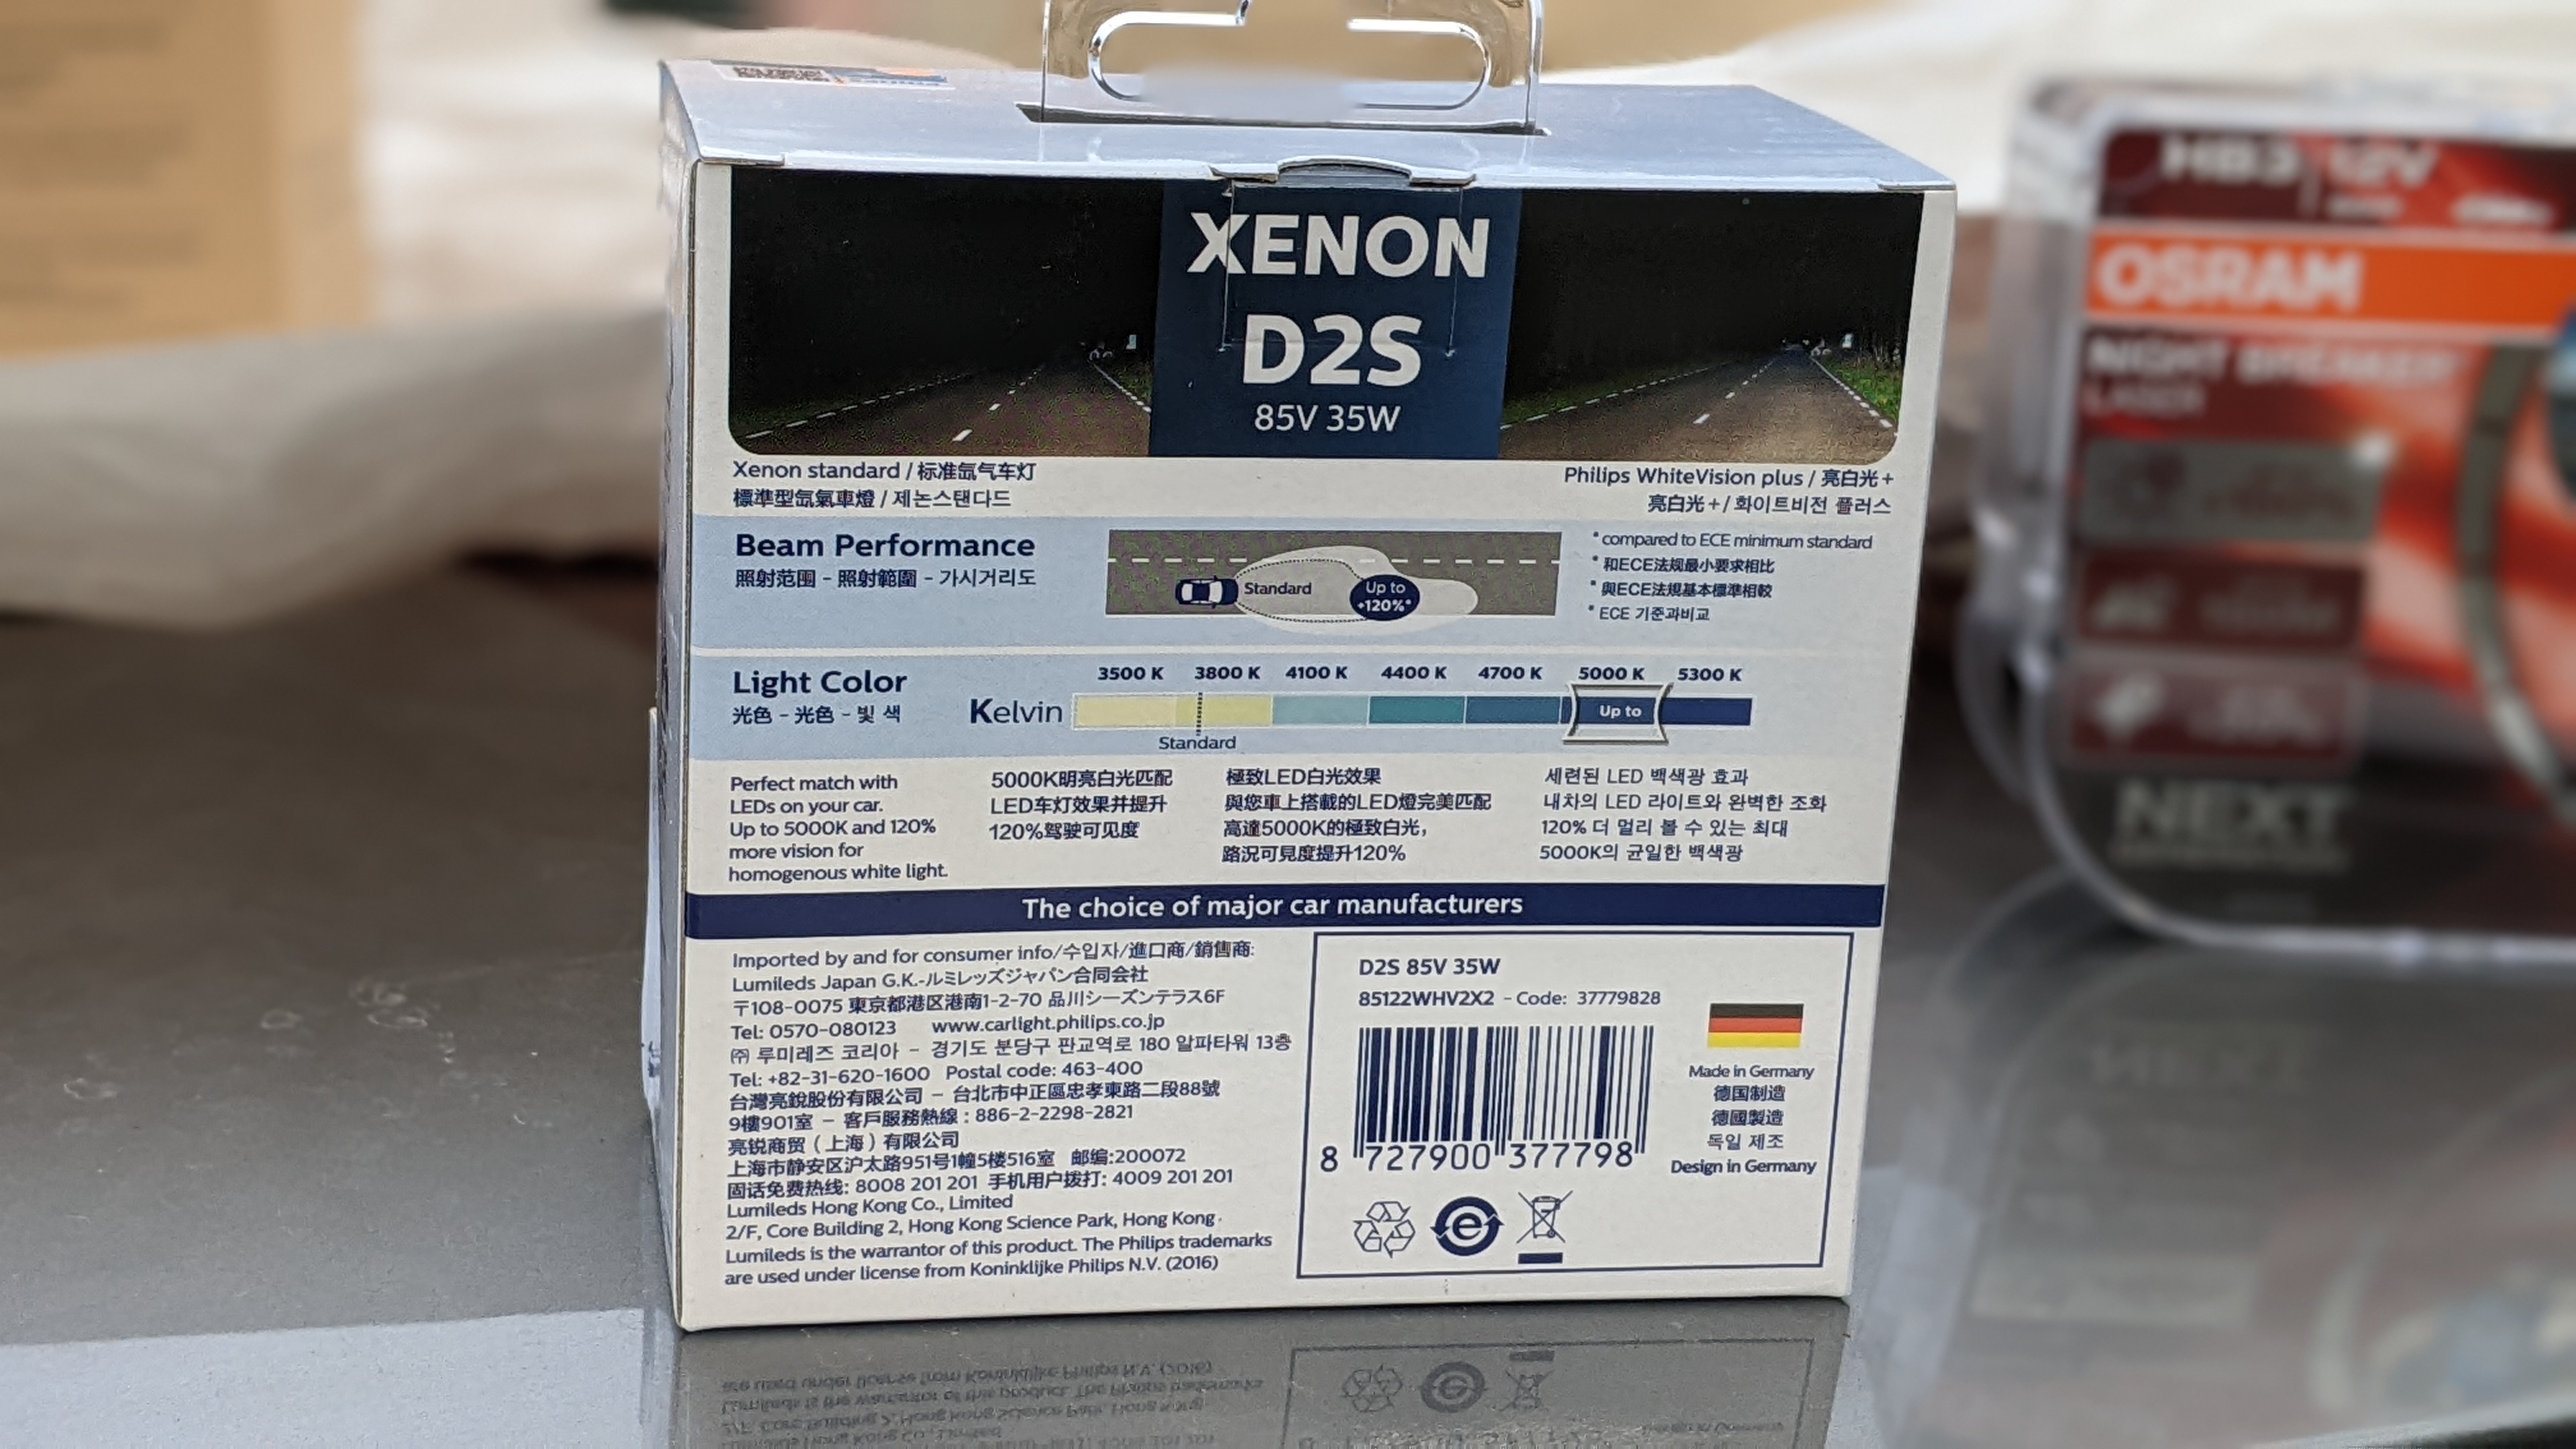 XENON
D2S
85V 35W
Xenon standard / 标准氙气车灯
標準型氙氣車燈 / 제논스탠다드
Philips WhiteVision plus / 亮白光+
亮白光+/ 화이트비전 플러스
Beam Performance
照射范围 - 照射範圍 - 가시거리도
Standard
Up to
+120%*
* compared to ECE minimum standard
* 和ECE法规最小要求相比
* 與ECE法規基本標準相較
* ECE 기준과비교
Light Color
光色 - 光色 - 빛 색
Kelvin
3500 K 3800 K 4100 K 4400 K 4700 K 5000 K 5300 K
Up to
Standard
Perfect match with
LEDs on your car.
Up to 5000K and 120%
more vision for
homogenous white light.
5000K明亮白光匹配
LED车灯效果并提升
120%驾驶可见度
極致LED白光效果
與您車上搭載的LED燈完美匹配
高達5000K的極致白光,
路況可見度提升120%
세련된 LED 백색광 효과
내차의 LED 라이트와 완벽한 조화
120% 더 멀리 볼 수 있는 최대
5000K의 균일한 백색광
The choice of major car manufacturers
Imported by and for consumer info/수입자/進口商/銷售商:
Lumileds Japan G.K.-ルミレッズジャパン合同会社
〒108-0075 東京都港区港南1-2-70 品川シーズンテラス6F
Tel: 0570-080123 www.carlight.philips.co.jp
㈜ 루미레즈 코리아 - 경기도 분당구 판교역로 180 알파타워 13층
Tel: +82-31-620-1600 Postal code: 463-400
台灣亮銳股份有限公司 - 台北市中正區忠孝東路二段88號
9樓901室 - 客戶服務熱線 : 886-2-2298-2821
亮锐商贸(上海)有限公司
上海市静安区沪太路951号1幢5楼516室 邮编:200072
固话免费热线: 8008 201 201 手机用户拨打: 4009 201 201
Lumileds Hong Kong Co., Limited
2/F, Core Building 2, Hong Kong Science Park, Hong Kong
Lumileds is the warrantor of this product. The Philips trademarks
are used under license from Koninklijke Philips N.V. (2016)
D2S 85V 35W
85122WHV2X2 - Code: 37779828
8 727900 377798
Made in Germany
德国制造
德國製造
독일 제조
Design in Germany
e
HB3 12V
OSRAM
NIGHT BREAKER
LASER
NEXT